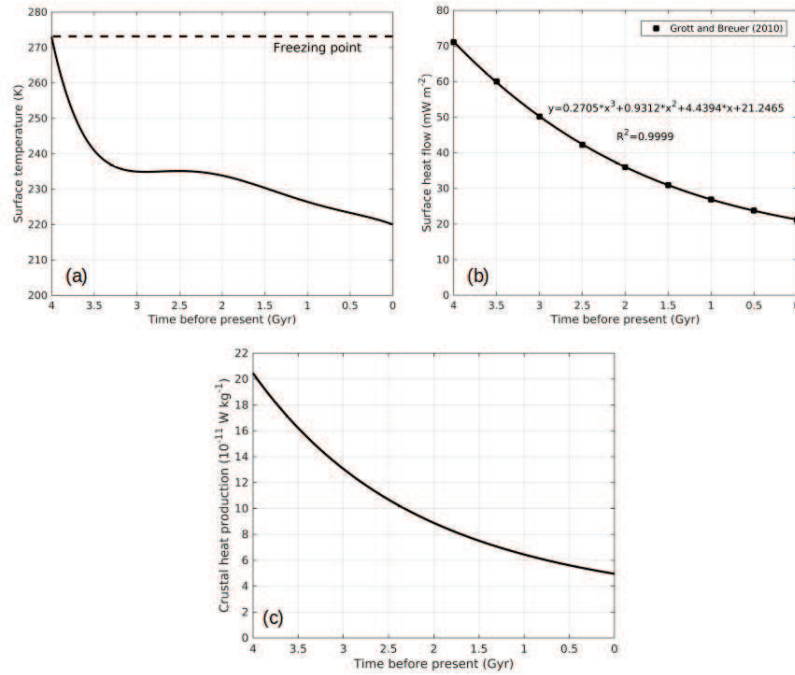 280
270
260
250
240
230
220
210
200
Surface temperature (K)
Freezing point
(a)
4 3.5 3 2.5 2 1.5 1 0.5 0
Time before present (Gyr)
80
70
60
50
40
30
20
10
0
Surface heat flow (mW m⁻²)
Grott and Breuer (2010)
y=0.2705*x³+0.9312*x²+4.4394*x+21.2465
R²=0.9999
(b)
4 3.5 3 2.5 2 1.5 1 0.5
Time before present (Gyr)
22
20
18
16
14
12
10
8
6
4
2
0
Crustal heat production (10⁻¹¹ W kg⁻¹)
(c)
4 3.5 3 2.5 2 1.5 1 0.5 0
Time before present (Gyr)